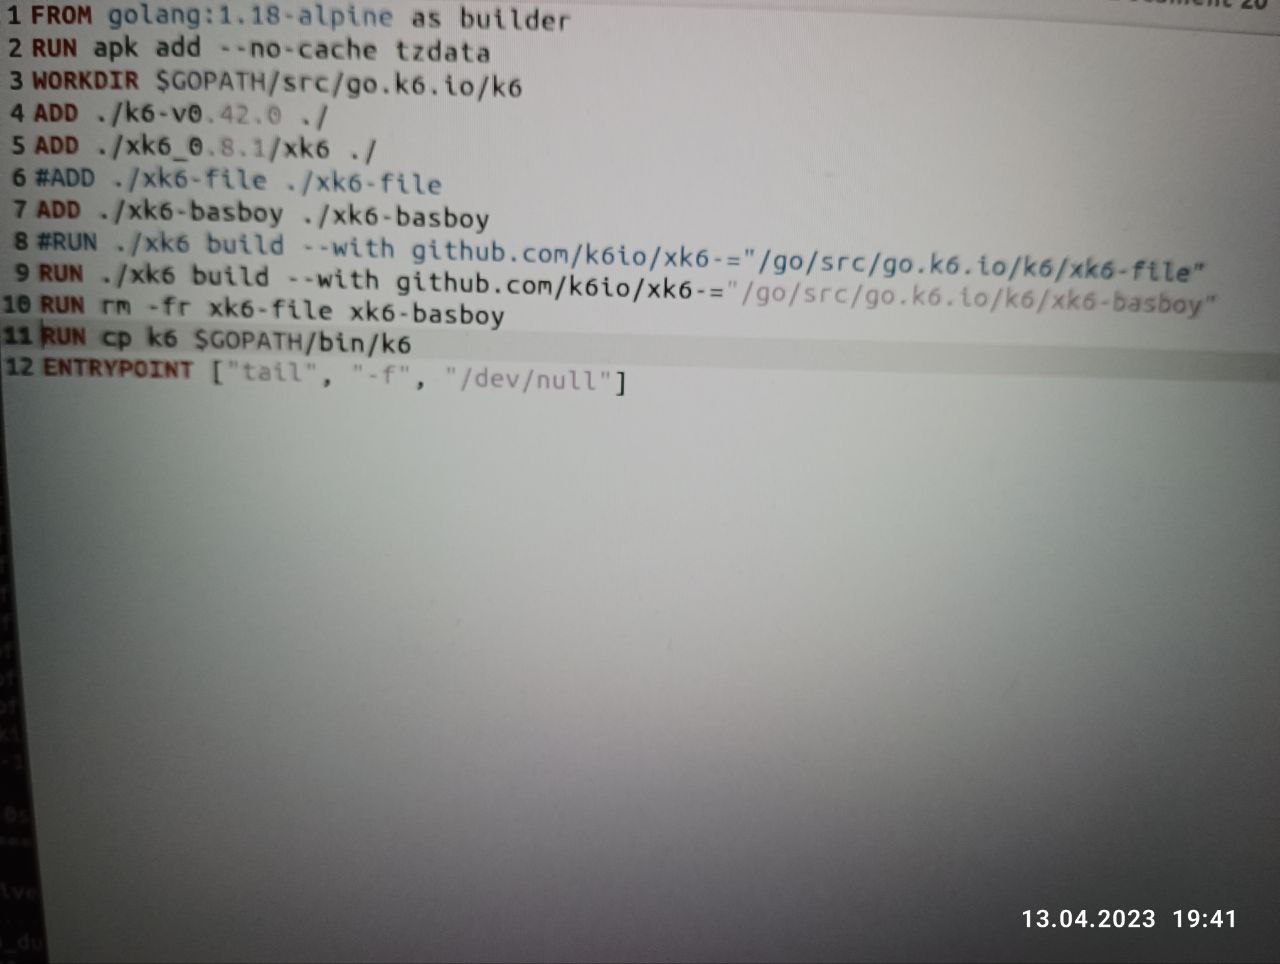 1 FROM golang:1.18-alpine as builder
2 RUN apk add --no-cache tzdata
3 WORKDIR $GOPATH/src/go.k6.io/k6
4 ADD ./k6-v0.42.0 ./
5 ADD ./xk6_0.8.1/xk6 ./
6 #ADD ./xk6-file ./xk6-file
7 ADD ./xk6-basboy ./xk6-basboy
8 #RUN ./xk6 build --with github.com/k6io/xk6-="/go/src/go.k6.io/k6/xk6-file"
9 RUN ./xk6 build --with github.com/k6io/xk6-="/go/src/go.k6.io/k6/xk6-basboy"
10 RUN rm -fr xk6-file xk6-basboy
11 RUN cp k6 $GOPATH/bin/k6
12 ENTRYPOINT ["tail", "-f", "/dev/null"]
13.04.2023 19:41